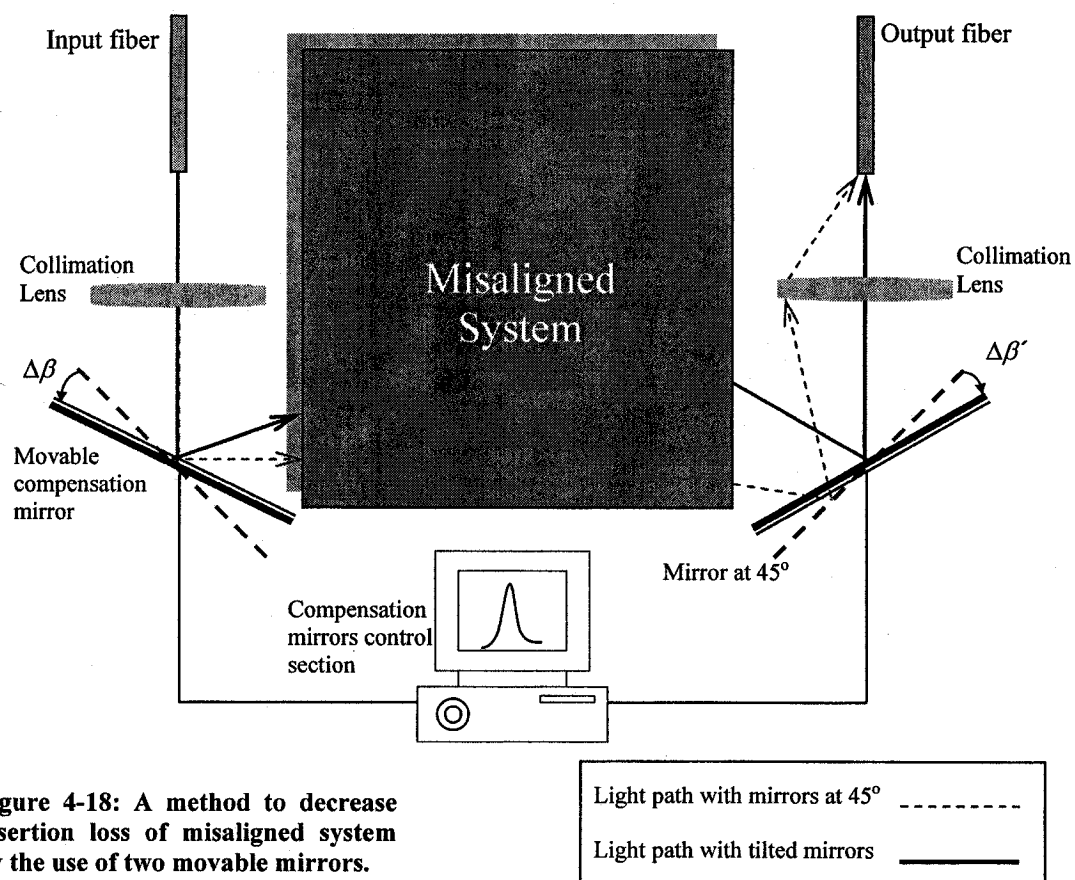 Input fiber
Output fiber
Misaligned
System
Collimation
Lens
Collimation
Lens
Δβ
Δβ´
Movable
compensation
mirror
Mirror at 45°
Compensation
mirrors control
section
gure 4-18: A method to decrease
sertion loss of misaligned system
the use of two movable mirrors.
Light path with mirrors at 45°
Light path with tilted mirrors